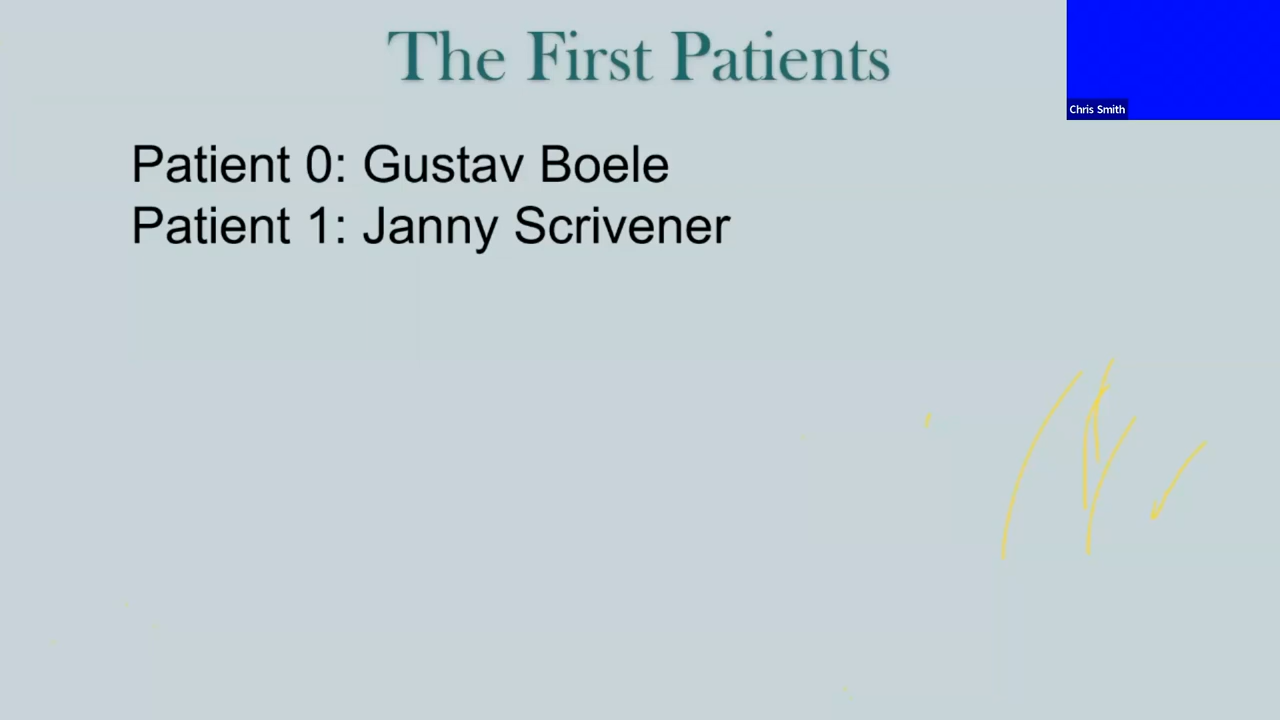 The First Patients
Chris Smith
Patient 0: Gustav Boele
Patient 1: Janny Scrivener